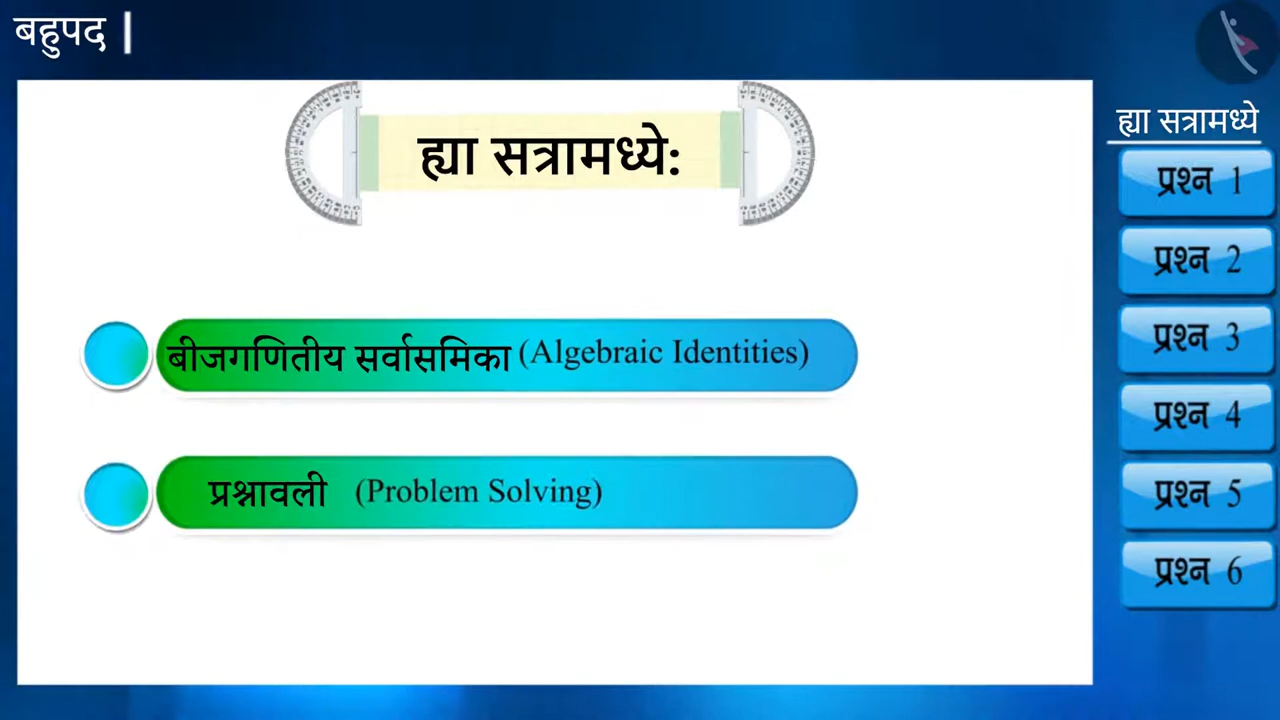 बहुपद |
ह्या सत्रामध्ये:
बीजगणितीय सर्वासमिका (Algebraic Identities)
प्रश्नावली (Problem Solving)
ह्या सत्रामध्ये
प्रश्न 1
प्रश्न 2
प्रश्न 3
प्रश्न 4
प्रश्न 5
प्रश्न 6